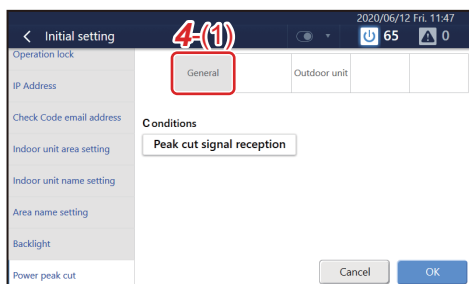 2020/06/12 Fri. 11:47
Initial setting
4-(1)
65
0
Operation lock
IP Address
Check Code email address
Indoor unit area setting
Indoor unit name setting
Area name setting
Backlight
Power peak cut
General
Outdoor unit
Conditions
Peak cut signal reception
Cancel
OK